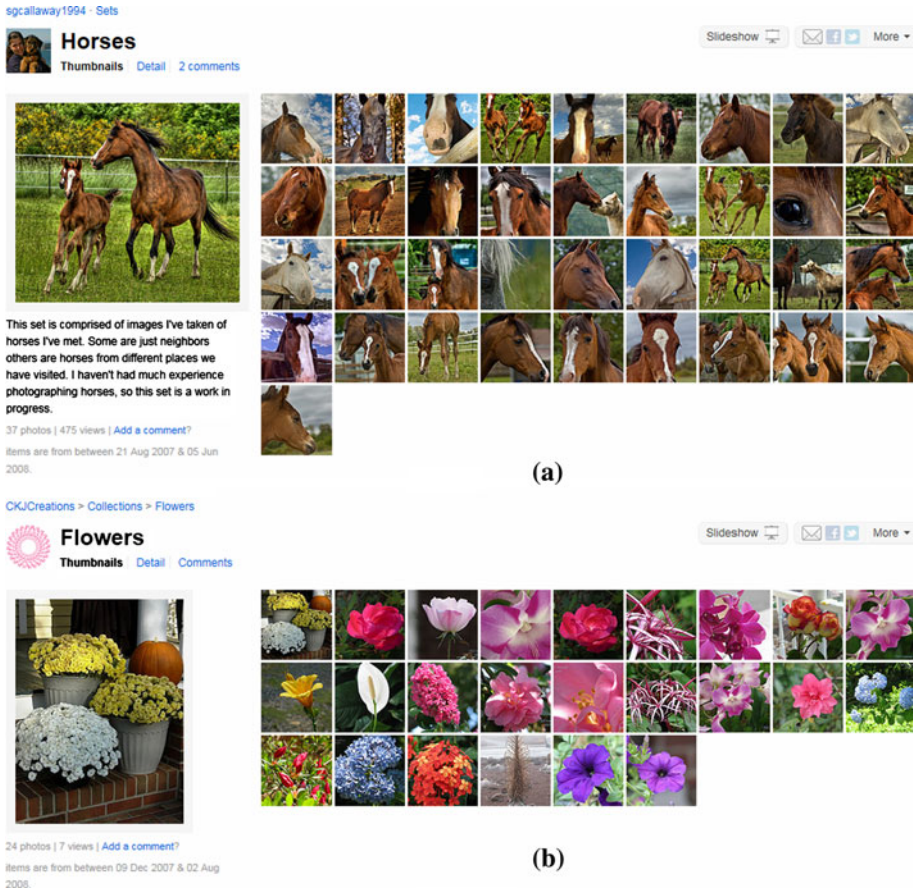 sgcallaway1994 · Sets
Horses
Slideshow
More
Thumbnails Detail 2 comments
This set is comprised of images I've taken of
horses I've met. Some are just neighbors
others are horses from different places we
have visited. I haven't had much experience
photographing horses, so this set is a work in
progress.
37 photos | 475 views | Add a comment?
items are from between 21 Aug 2007 & 05 Jun
2008.
(a)
CKJCreations > Collections > Flowers
Flowers
Slideshow
More
Thumbnails Detail Comments
24 photos | 7 views | Add a comment?
items are from between 09 Dec 2007 & 02 Aug
2008.
(b)